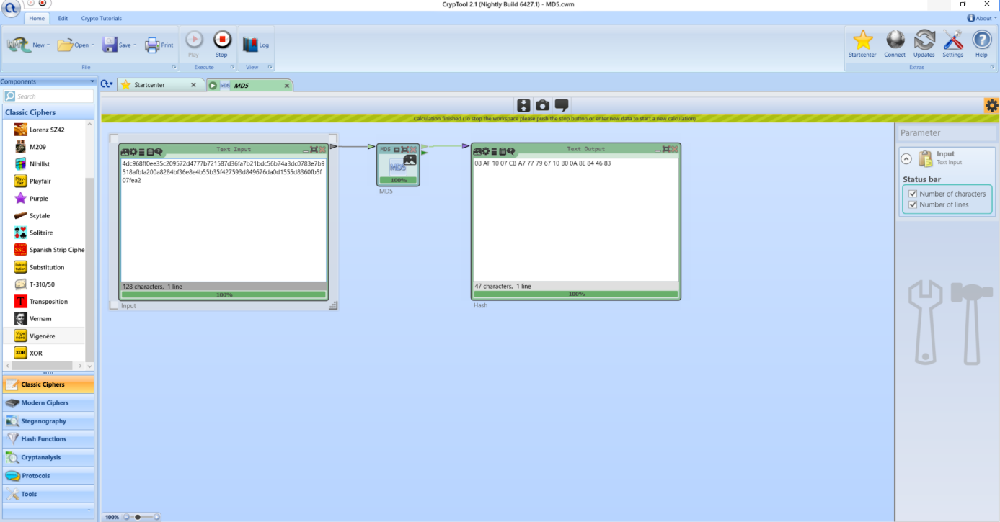 CrypTool 2.1 (Nightly Build 6427.1) - MD5.cwm
Home Edit Crypto Tutorials About
New Open Save Print Play Stop Log Startcenter Connect Updates Settings Help
File Execute View Extras
Components
Startcenter MD5
Search
Calculation finished (To stop the workspace please push the stop button or enter new data to start a new calculation)
Classic Ciphers
Lorenz SZ42
M209
Nihilist
Playfair
Purple
Scytale
Solitaire
Spanish Strip Ciphe
Substitution
T-310/50
Transposition
Vernam
Vigenère
XOR
Classic Ciphers
Modern Ciphers
Steganography
Hash Functions
Cryptanalysis
Protocols
Tools
Text Input
4dc968ff0ee35c209572d4777b721587d36fa7b21bdc56b74a3dc0783e7b9
518afbfa200a8284bf36e8e4b55b35f427593d849676da0d1555d8360fb5f
07fea2
128 characters, 1 line
100%
Input
MD5
MD5
100%
MD5
Text Output
08 AF 10 07 CB A7 77 79 67 10 B0 0A 8E 84 46 83
47 characters, 1 line
100%
Hash
Parameter
Input
Text Input
Status bar
Number of characters
Number of lines
100%